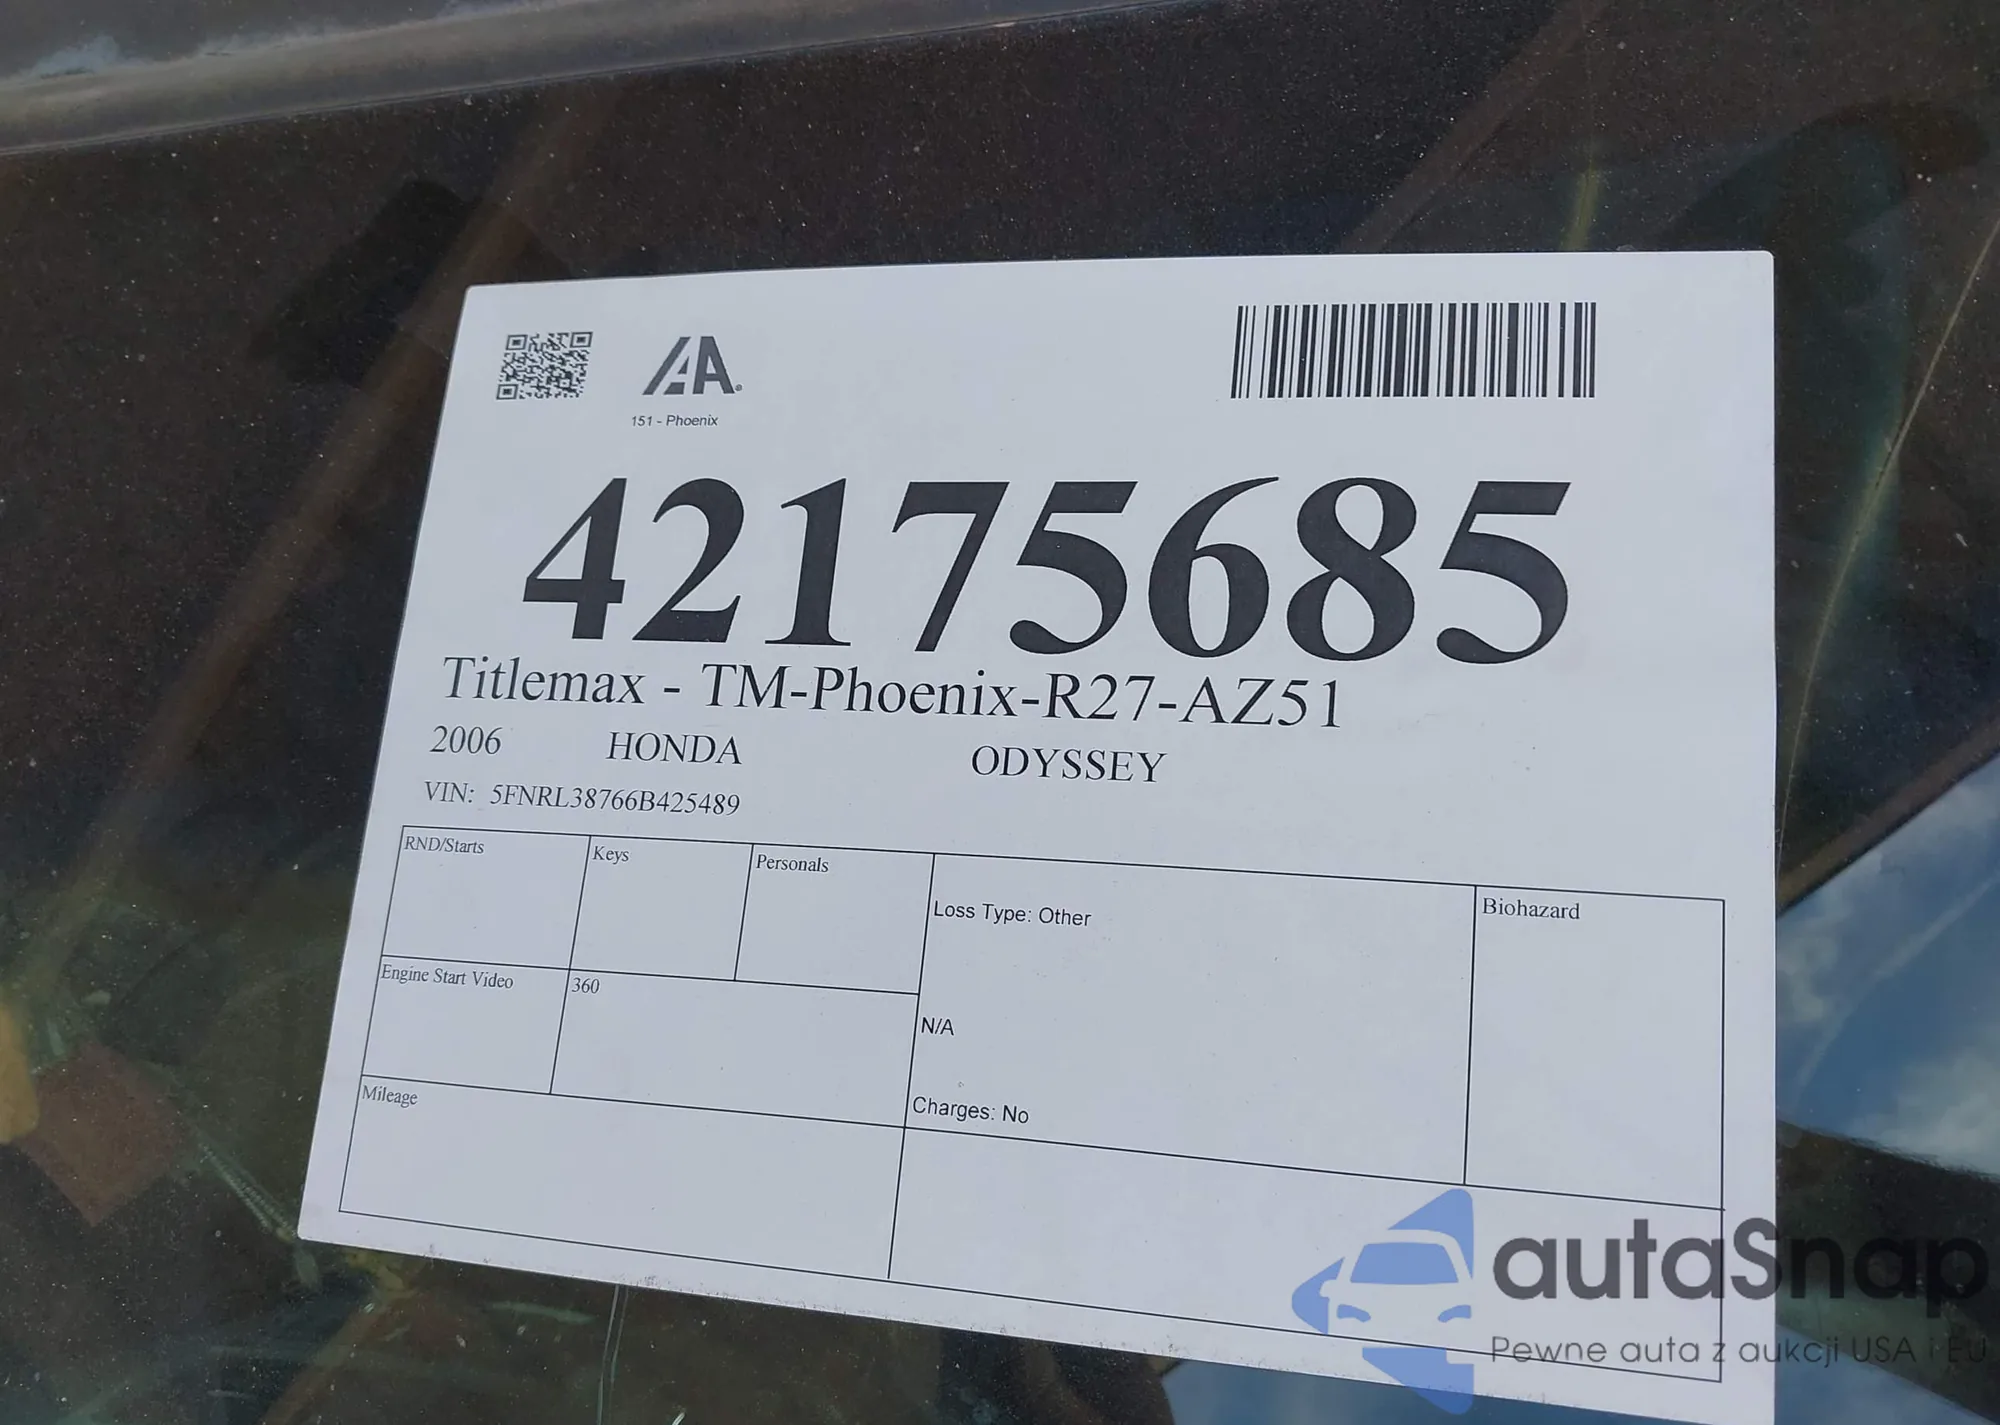 IAA
151 - Phoenix
42175685
Titlemax - TM-Phoenix-R27-AZ51
2006 HONDA ODYSSEY
VIN: 5FNRL38766B425489
RND/Starts Keys Personals
Loss Type: Other
Biohazard
Engine Start Video 360
N/A
Charges: No
Mileage
autaSnap
Pewne auta z aukcji USA i EU